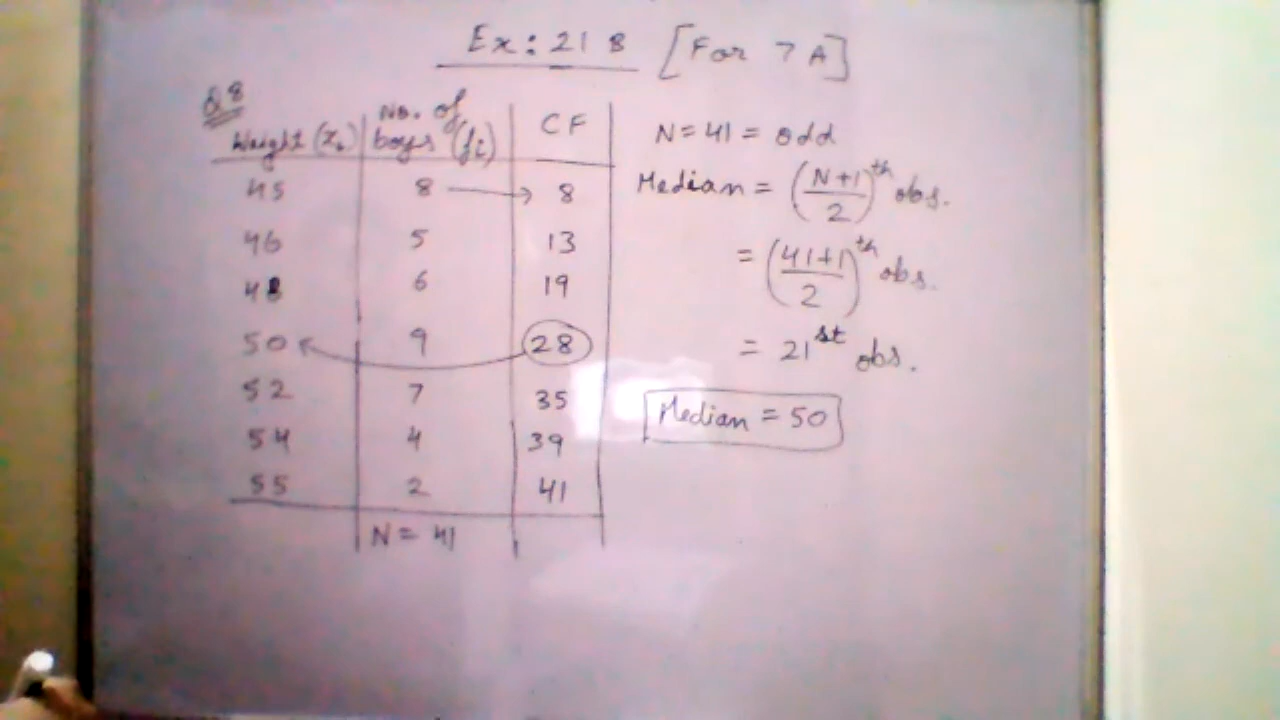 Ex: 21 B [For 7 A]
Q8
Weight (xi) No. of boys (fi) CF
45 8 → 8
46 5 13
48 6 19
50 9 28
52 7 35
54 4 39
55 2 41
N = 41
N = 41 = odd
Median = (N+1/2)th obs.
= (41+1/2)th obs.
= 21st obs.
Median = 50